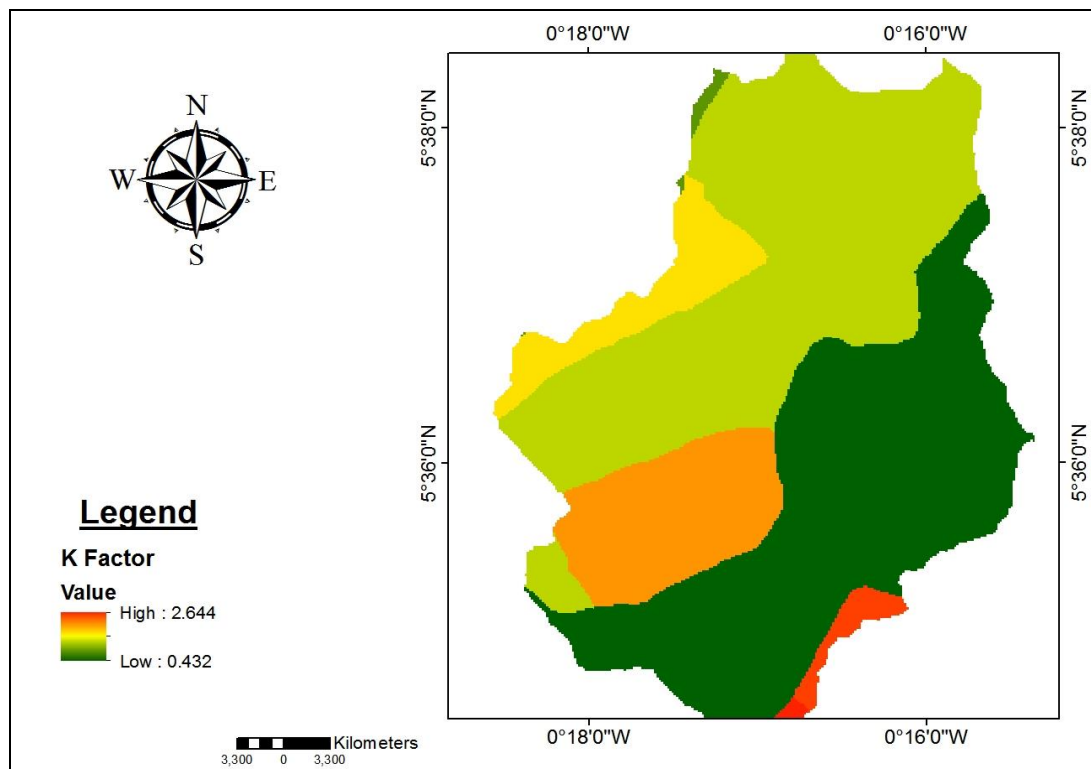 0°18'0"W
0°16'0"W
N
W
E
S
5°38'0"N
5°38'0"N
5°36'0"N
5°36'0"N
Legend
K Factor
Value
High : 2.644
Low : 0.432
Kilometers
3,300 0 3,300
0°18'0"W
0°16'0"W